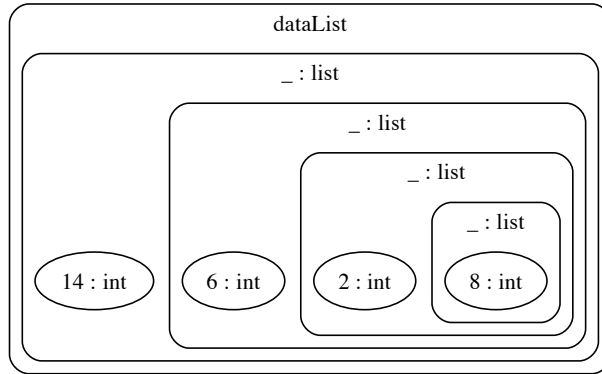 dataList
_ : list
_ : list
_ : list
_ : list
14 : int
6 : int
2 : int
8 : int